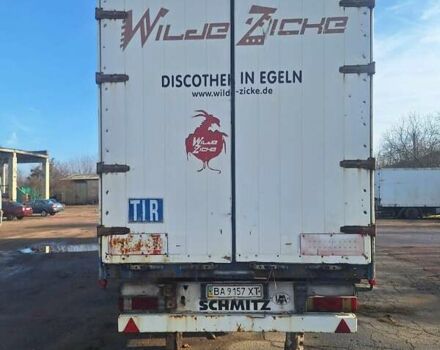 WILDE ZICKE
DISCOTHEK IN EGELN
www.wilde-zicke.de
WILDE
ZICKE
TIR
BA 9157 XT
SCHMITZ